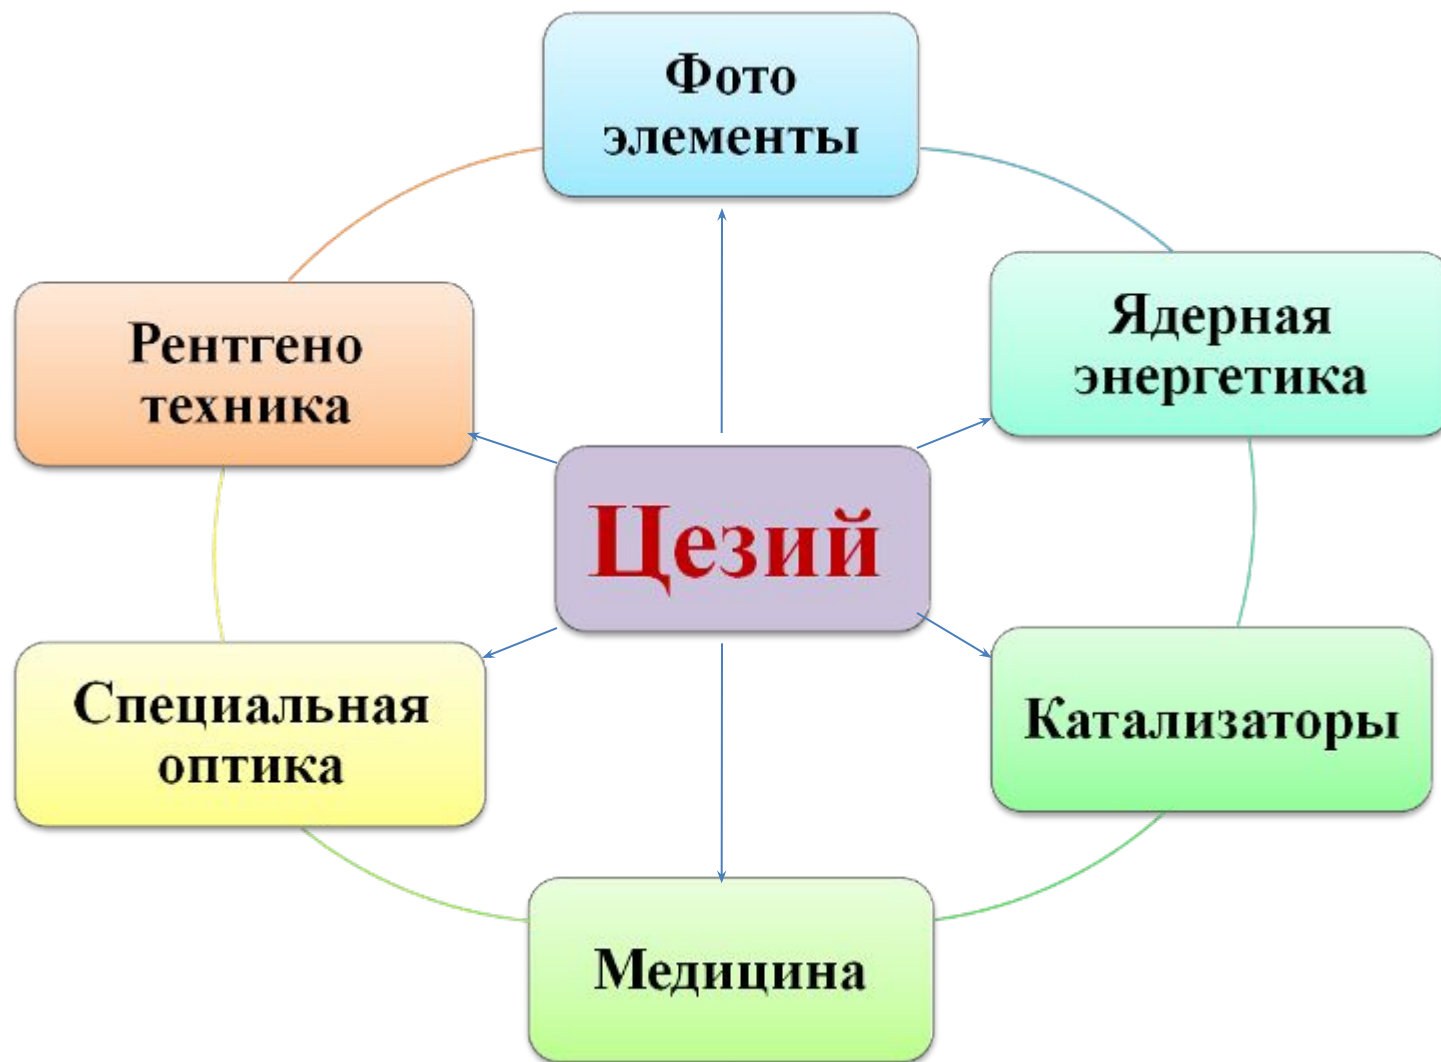 Фото
элементы
Рентгено
техника
Ядерная
энергетика
Цезий
Специальная
оптика
Катализаторы
Медицина